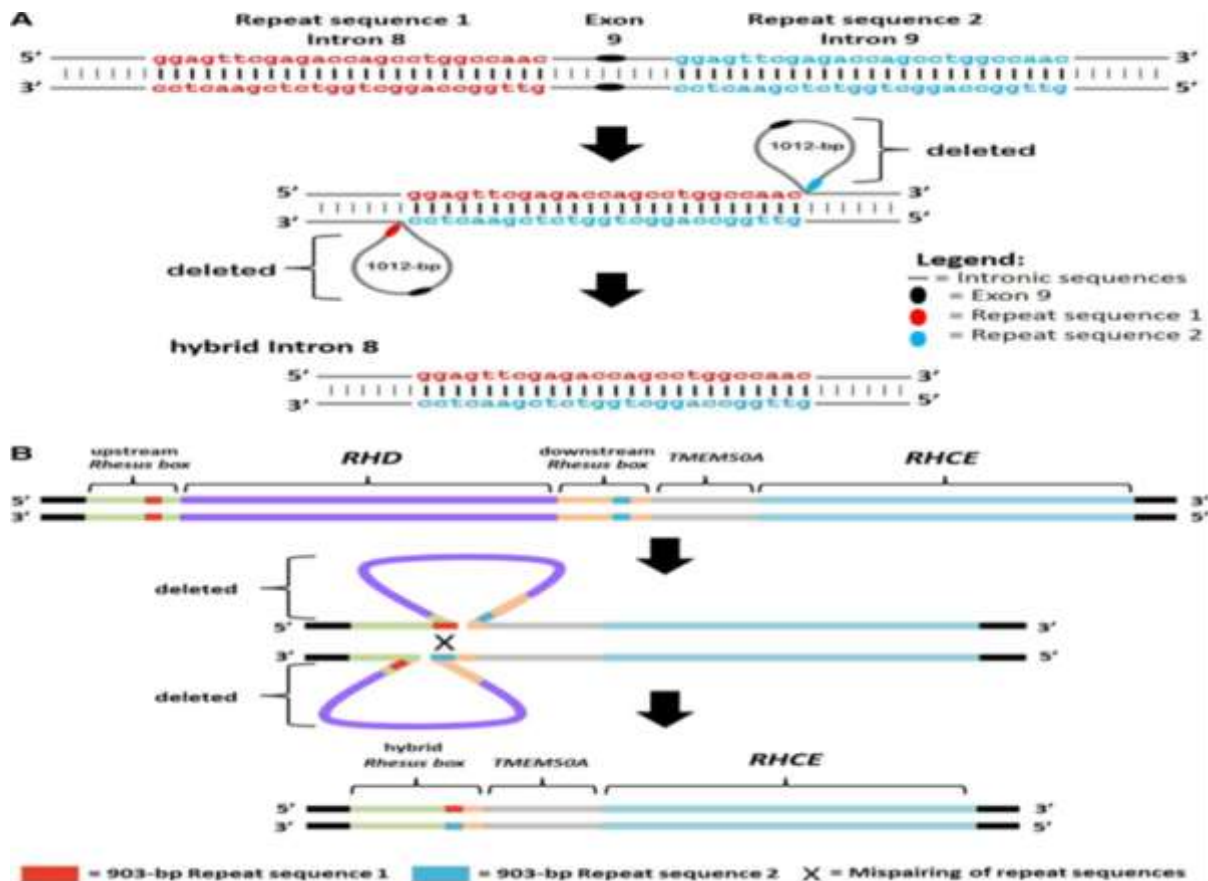 A
Repeat sequence 1 Exon Repeat sequence 2
Intron 8 9 Intron 9
5’ ggagttcgagaccagcctggccaac ggagttcgagaccagcctggccaac 3’
3’ cctcaagctctggtcggaccggttg cctcaagctctggtcggaccggttg 5’
1012-bp deleted
5’ ggagttcgagaccagcctggccaac 3’
3’ cctcaagctctggtcggaccggttg 5’
deleted 1012-bp
Legend:
= Intronic sequences
= Exon 9
= Repeat sequence 1
= Repeat sequence 2
hybrid Intron 8
5’ ggagttcgagaccagcctggccaac 3’
3’ cctcaagctctggtcggaccggttg 5’
B
upstream RHD downstream TMEM50A RHCE
Rhesus box Rhesus box
5’ 3’
3’ 5’
deleted
5’ 3’
X
3’ 5’
deleted
hybrid
Rhesus box TMEM50A RHCE
5’ 3’
3’ 5’
= 903-bp Repeat sequence 1 = 903-bp Repeat sequence 2 X = Mispairing of repeat sequences